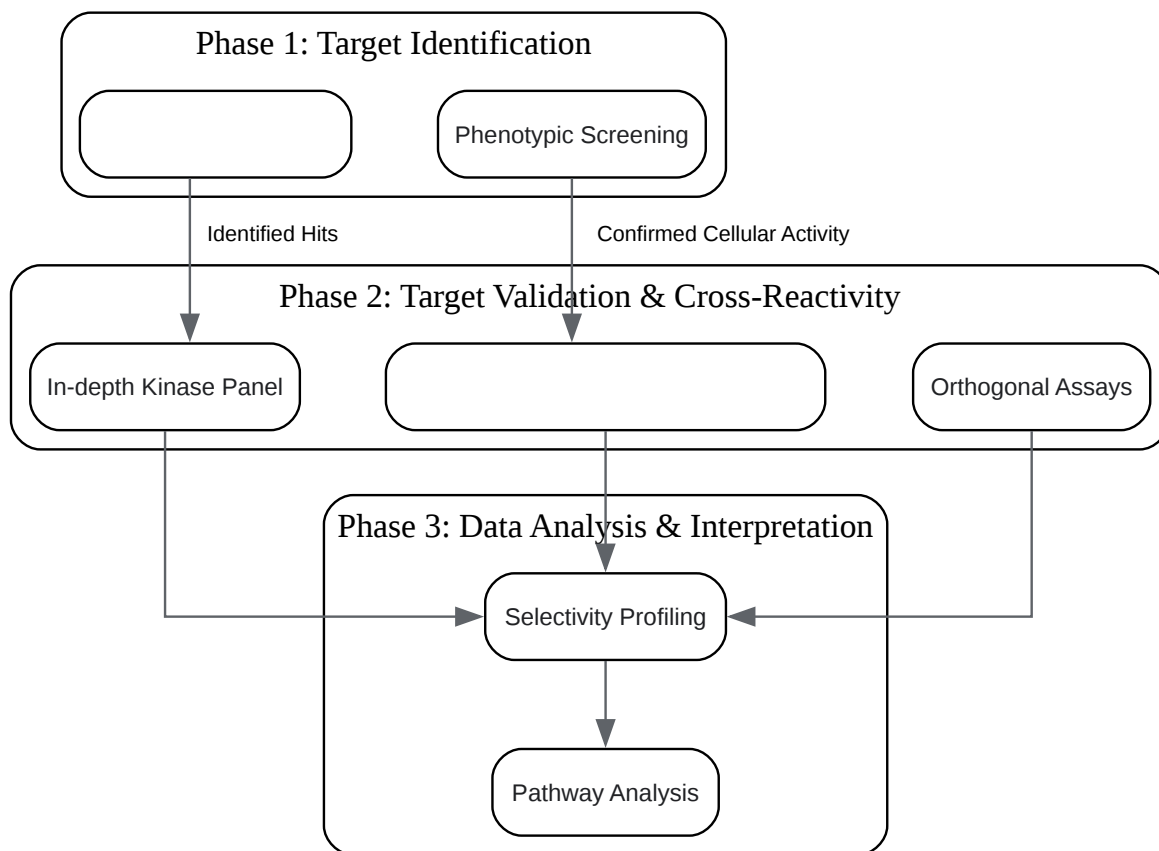 Phase 1: Target Identification
Phenotypic Screening
Identified Hits
Confirmed Cellular Activity
Phase 2: Target Validation & Cross-Reactivity
In-depth Kinase Panel
Orthogonal Assays
Phase 3: Data Analysis & Interpretation
Selectivity Profiling
Pathway Analysis